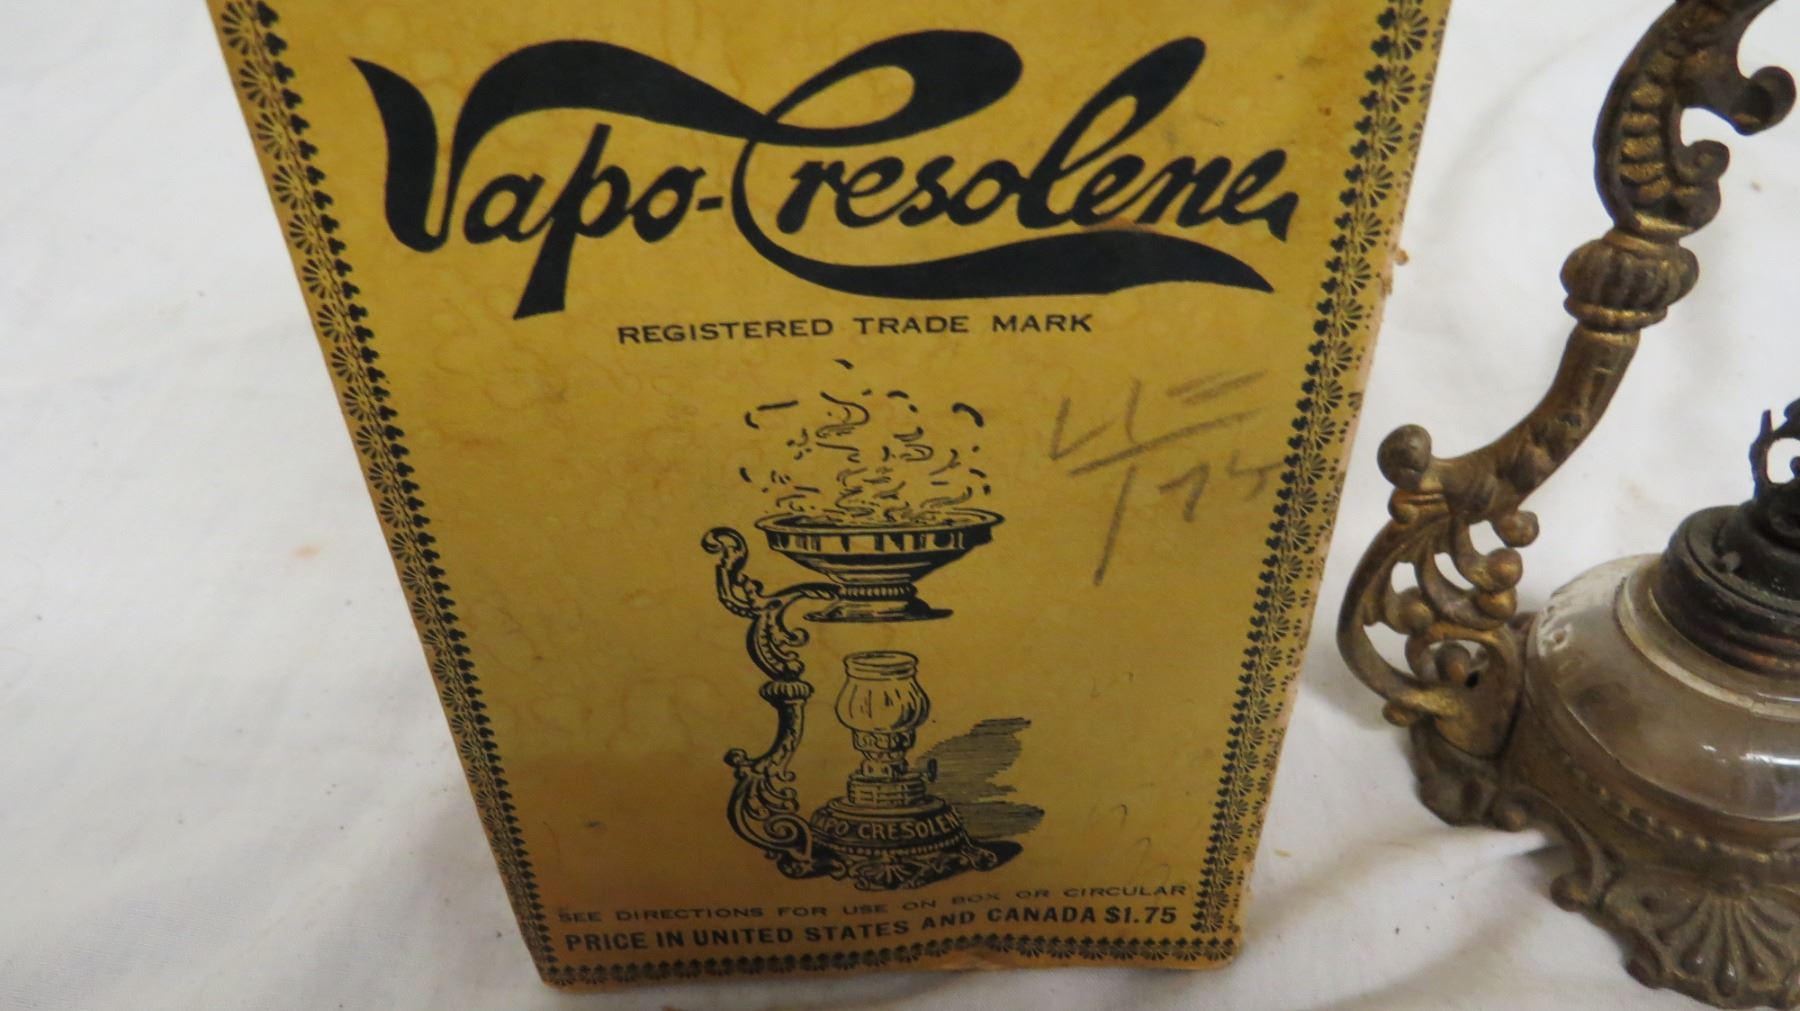 Vapo-Cresolene
REGISTERED TRADE MARK
175
VAPO CRESOLENE
SEE DIRECTIONS FOR USE ON BOX OR CIRCULAR
PRICE IN UNITED STATES AND CANADA $1.75